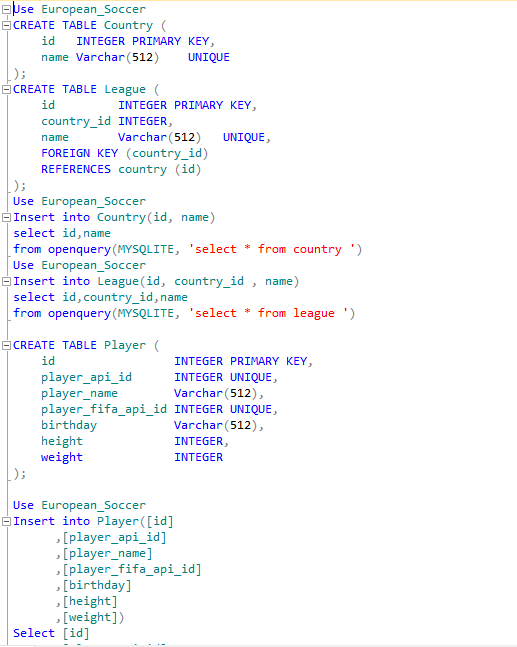 Use European_Soccer
CREATE TABLE Country (
    id   INTEGER PRIMARY KEY,
    name Varchar(512)    UNIQUE
);
CREATE TABLE League (
    id         INTEGER PRIMARY KEY,
    country_id INTEGER,
    name       Varchar(512)   UNIQUE,
    FOREIGN KEY (country_id)
    REFERENCES country (id)
);
Use European_Soccer
Insert into Country(id, name)
select id,name
from openquery(MYSQLITE, 'select * from country ')
Use European_Soccer
Insert into League(id, country_id , name)
select id,country_id,name
from openquery(MYSQLITE, 'select * from league ')
CREATE TABLE Player (
    id                 INTEGER PRIMARY KEY,
    player_api_id      INTEGER UNIQUE,
    player_name        Varchar(512),
    player_fifa_api_id INTEGER UNIQUE,
    birthday           Varchar(512),
    height             INTEGER,
    weight             INTEGER
);
Use European_Soccer
Insert into Player([id]
      ,[player_api_id]
      ,[player_name]
      ,[player_fifa_api_id]
      ,[birthday]
      ,[height]
      ,[weight])
Select [id]